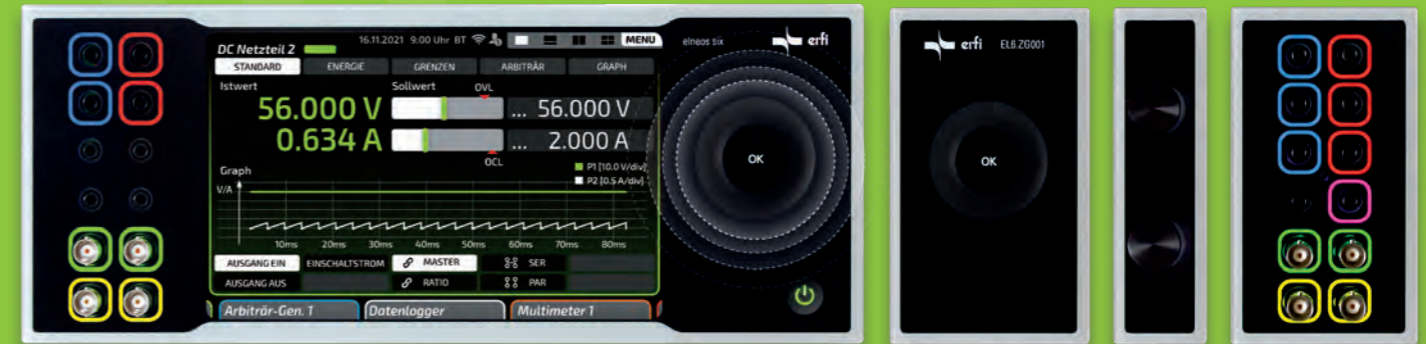 DC Netzteil 2
16.11.2021 9:00 Uhr BT
MENU
STANDARD ENERGIE GRENZEN ARBITRÄR GRAPH
Istwert Sollwert OVL
56.000 V ... 56.000 V
0.634 A ... 2.000 A
OCL
Graph P1 [10.0 V/div]
V/A P2 [0.5 A/div]
10ms 20ms 30ms 40ms 50ms 60ms 70ms 80ms
AUSGANG EIN EINSCHALTSTROM MASTER SER
AUSGANG AUS RATIO PAR
Arbiträr-Gen. 1 Datenlogger Multimeter 1
elneos six erfi
OK
erfi EL6.ZG001
OK